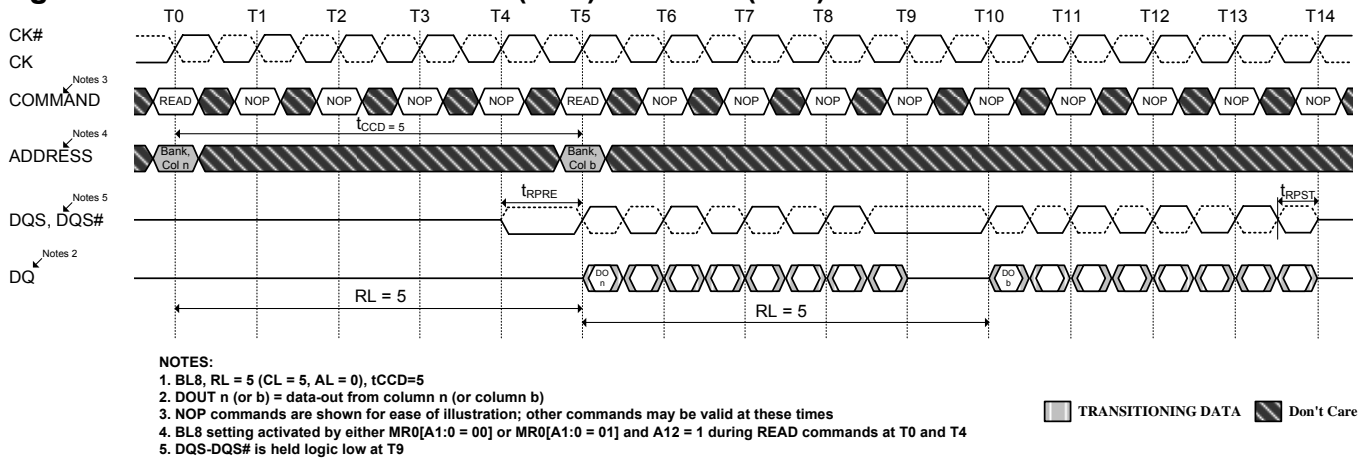 T0 T1 T2 T3 T4 T5 T6 T7 T8 T9 T10 T11 T12 T13 T14
CK#
CK
Notes 3
COMMAND
READ NOP NOP NOP NOP READ NOP NOP NOP NOP NOP NOP NOP NOP NOP
tCCD = 5
Notes 4
ADDRESS
Bank, Col n
Bank, Col b
Notes 5
DQS, DQS#
tRPRE
tRPST
Notes 2
DQ
DO n
DO b
RL = 5
RL = 5
NOTES:
1. BL8, RL = 5 (CL = 5, AL = 0), tCCD=5
2. DOUT n (or b) = data-out from column n (or column b)
3. NOP commands are shown for ease of illustration; other commands may be valid at these times
4. BL8 setting activated by either MR0[A1:0 = 00] or MR0[A1:0 = 01] and A12 = 1 during READ commands at T0 and T4
5. DQS-DQS# is held logic low at T9
TRANSITIONING DATA
Don't Care